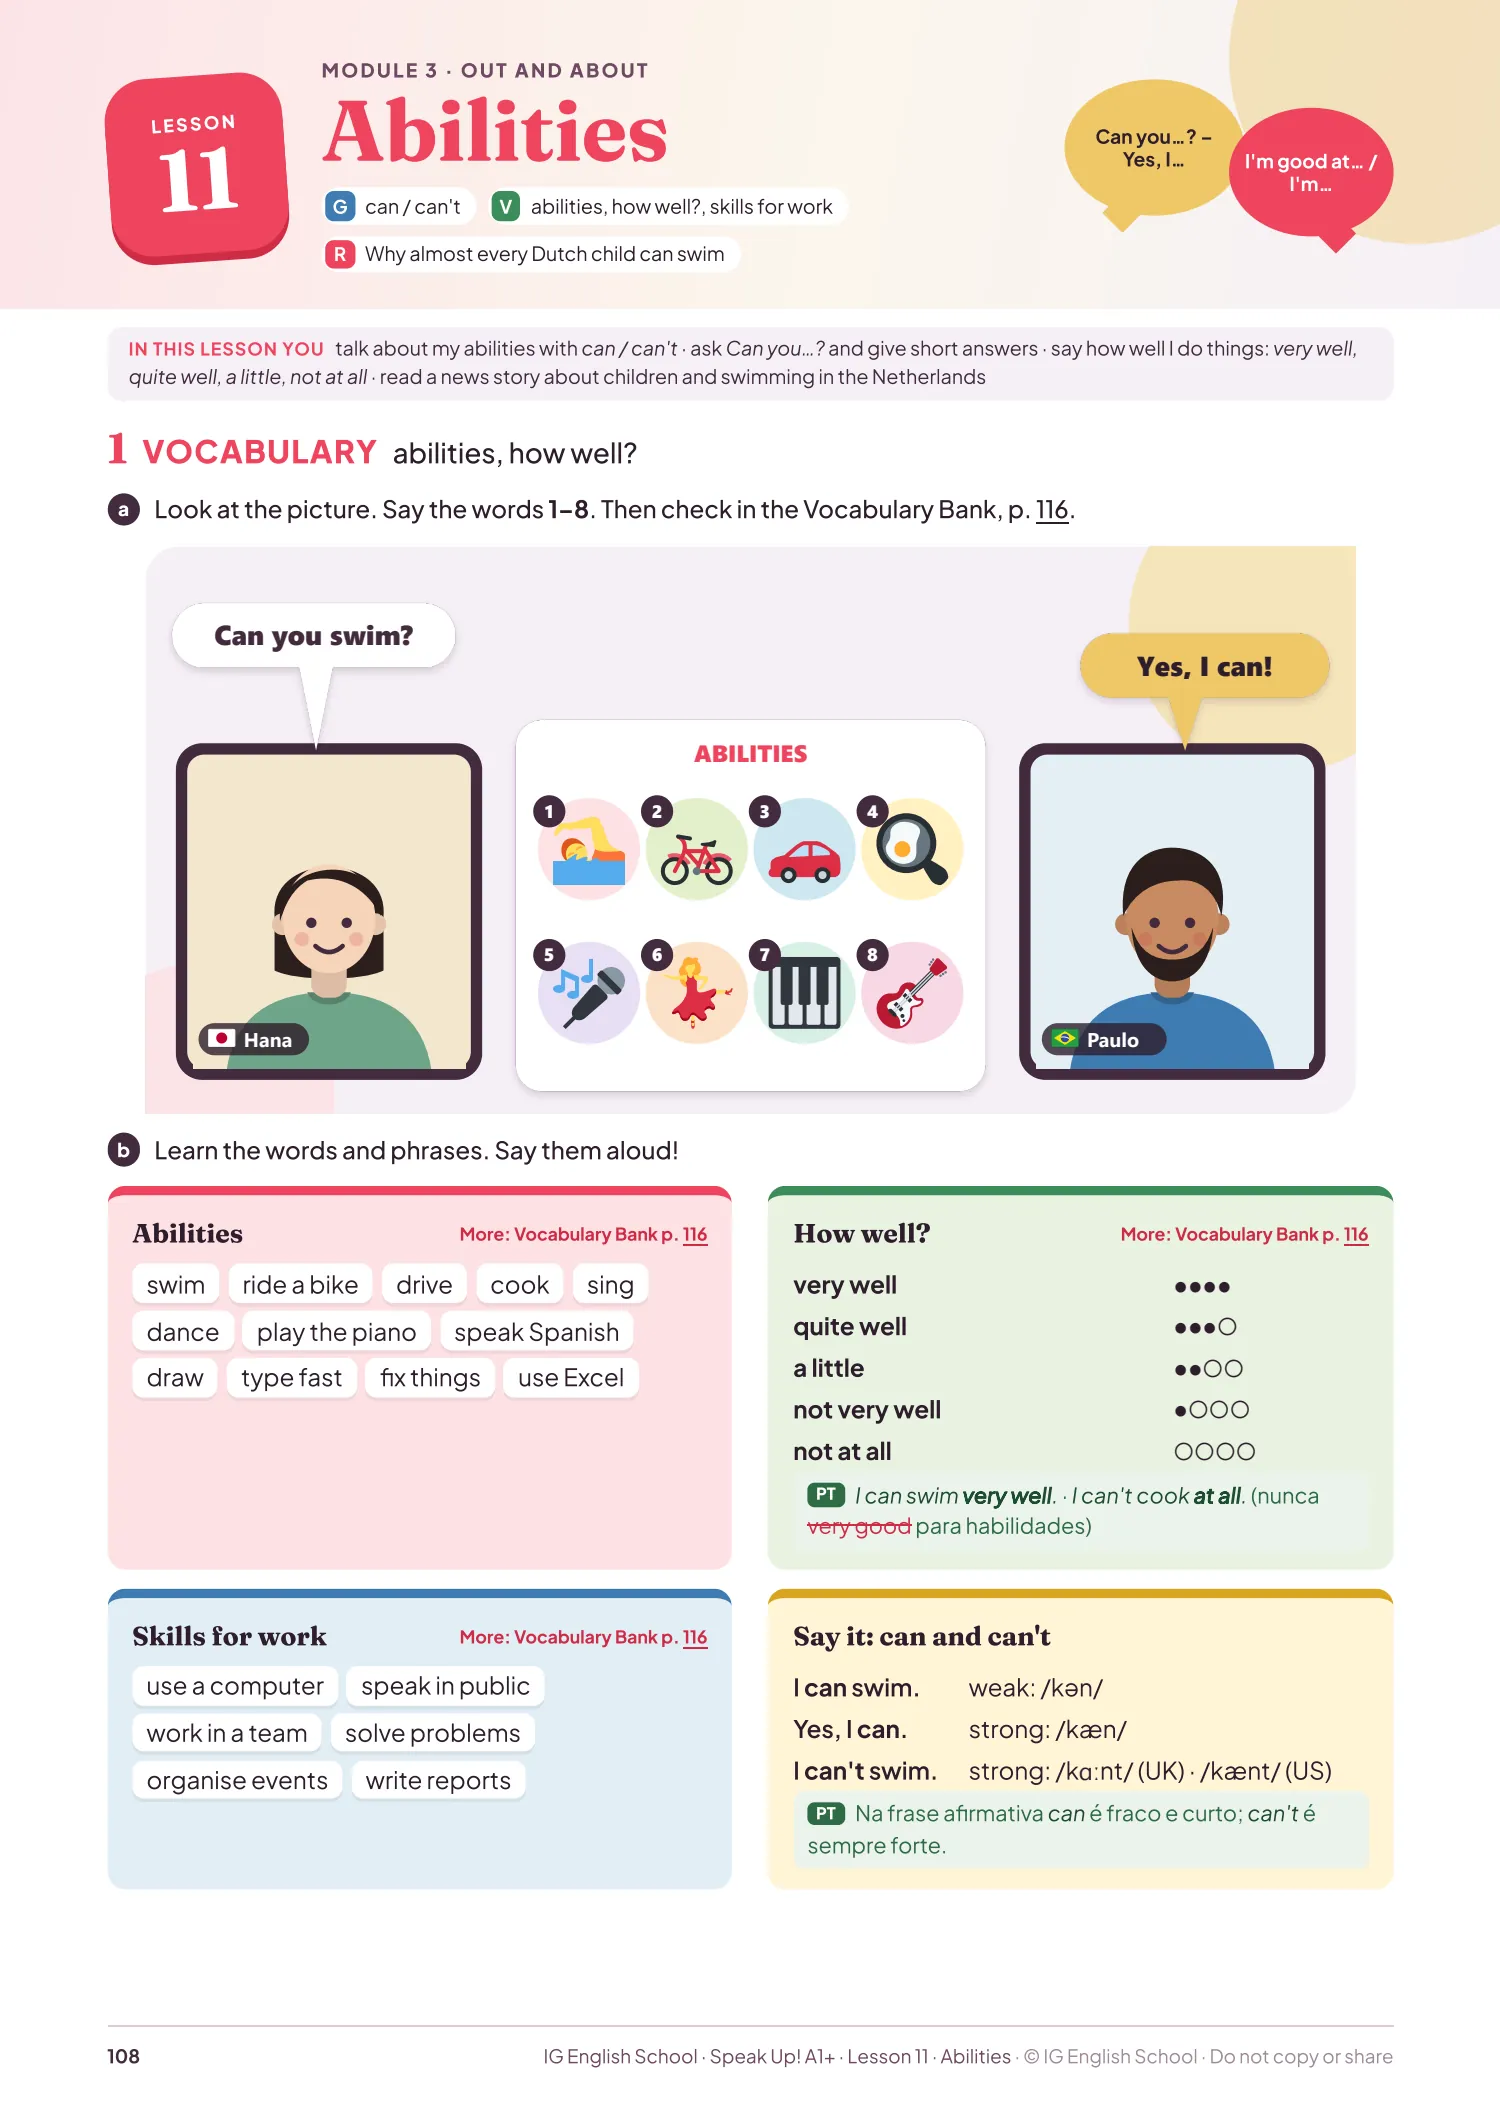 MODULE 3 · OUT AND ABOUT
LESSON
11
Abilities
G can / can't V abilities, how well?, skills for work
R Why almost every Dutch child can swim
Can you...? –
Yes, I...
I'm good at... /
I'm...
IN THIS LESSON YOU talk about my abilities with can / can't · ask Can you...? and give short answers · say how well I do things: very well,
quite well, a little, not at all · read a news story about children and swimming in the Netherlands
1 VOCABULARY abilities, how well?
a Look at the picture. Say the words 1–8. Then check in the Vocabulary Bank, p. 116.
Can you swim?
Yes, I can!
ABILITIES
1 2 3 4
5 6 7 8
Hana
Paulo
b Learn the words and phrases. Say them aloud!
Abilities More: Vocabulary Bank p. 116
swim ride a bike drive cook sing
dance play the piano speak Spanish
draw type fast fix things use Excel
How well? More: Vocabulary Bank p. 116
very well ●●●●
quite well ●●●○
a little ●●○○
not very well ●○○○
not at all ○○○○
PT I can swim very well. · I can't cook at all. (nunca
very good para habilidades)
Skills for work More: Vocabulary Bank p. 116
use a computer speak in public
work in a team solve problems
organise events write reports
Say it: can and can't
I can swim. weak: /kən/
Yes, I can. strong: /kæn/
I can't swim. strong: /kɑːnt/ (UK) · /kænt/ (US)
PT Na frase afirmativa can é fraco e curto; can't é
sempre forte.
108 IG English School · Speak Up! A1+ · Lesson 11 · Abilities · © IG English School · Do not copy or share